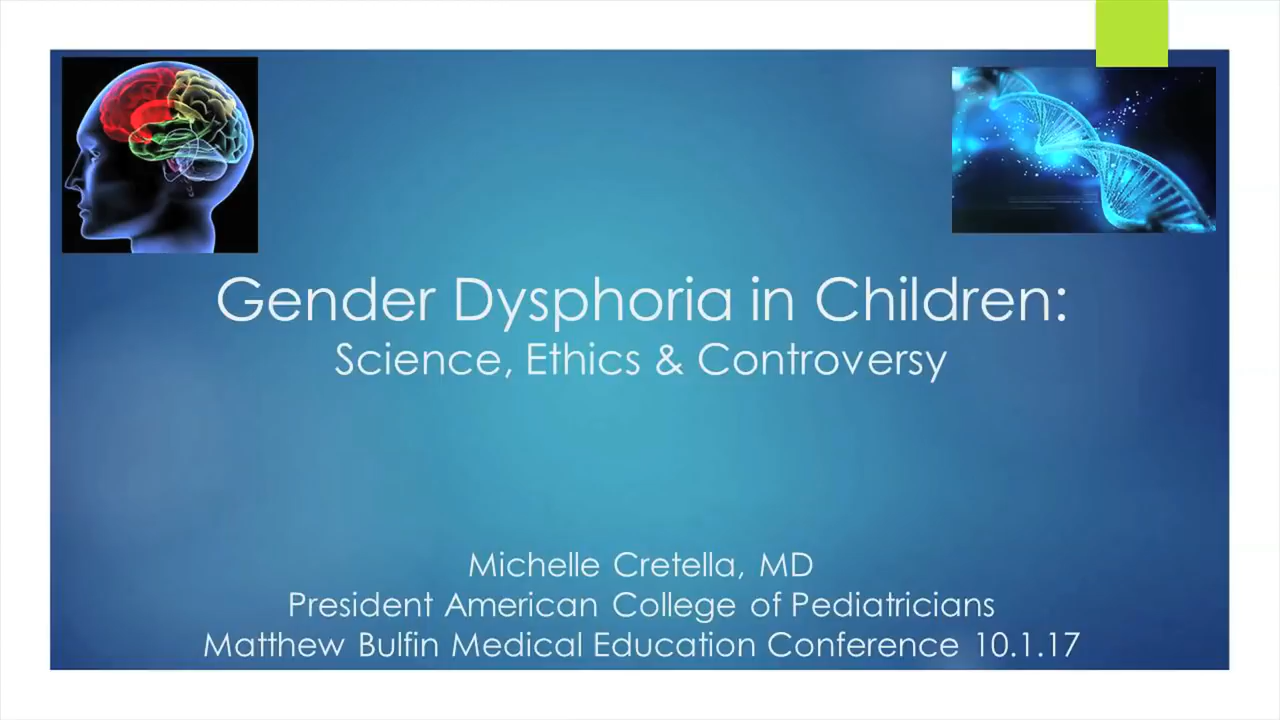 Gender Dysphoria in Children:
Science, Ethics & Controversy
Michelle Cretella, MD
President American College of Pediatricians
Matthew Bulfin Medical Education Conference 10.1.17